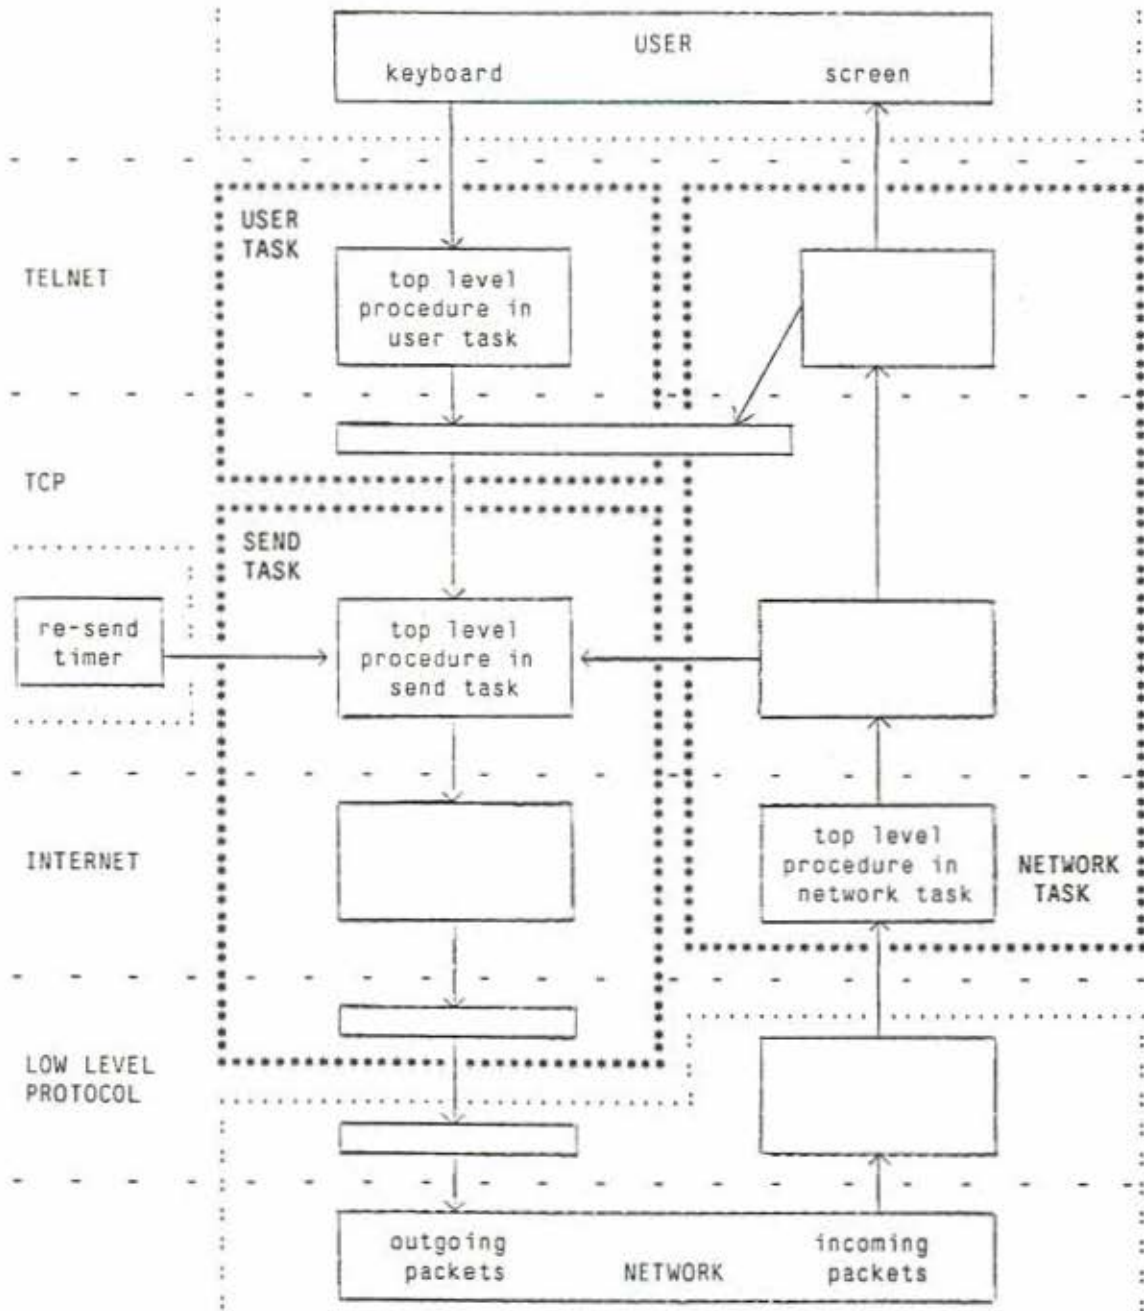 USER
keyboard screen
USER
TASK
TELNET
top level
procedure in
user task
TCP
SEND
TASK
re-send
timer
top level
procedure in
send task
INTERNET
top level
procedure in
network task
NETWORK
TASK
LOW LEVEL
PROTOCOL
outgoing
packets
NETWORK
incoming
packets